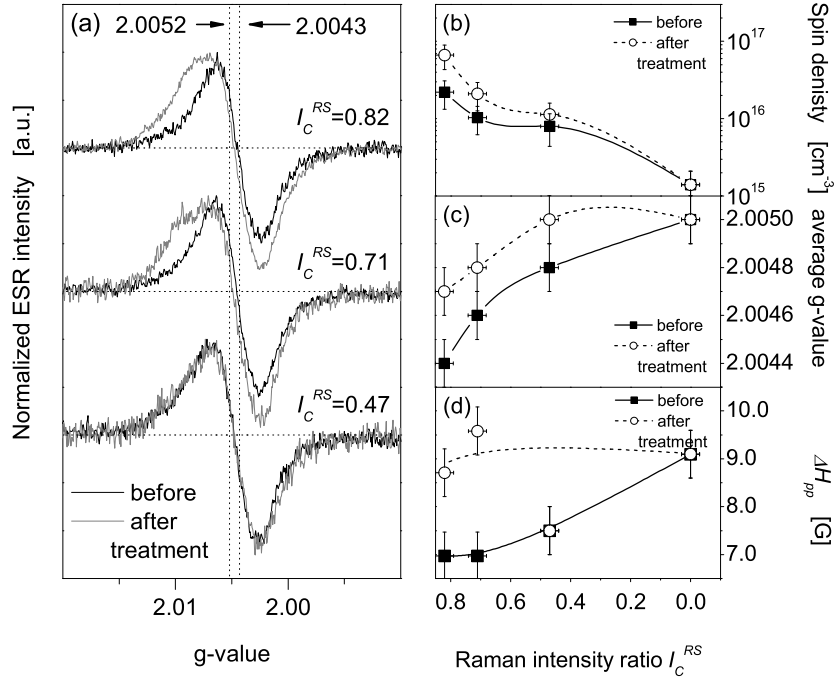 (a)
2.0052
2.0043
I_C^RS=0.82
I_C^RS=0.71
I_C^RS=0.47
before
after
treatment
Normalized ESR intensity [a.u.]
2.01
2.00
g-value
(b)
before
after
treatment
10^17
10^16
10^15
Spin denisty [cm^-3]
(c)
before
after
treatment
2.0050
2.0048
2.0046
2.0044
average g-value
(d)
before
after
treatment
10.0
9.0
8.0
7.0
ΔH_pp [G]
0.8 0.6 0.4 0.2 0.0
Raman intensity ratio I_C^RS